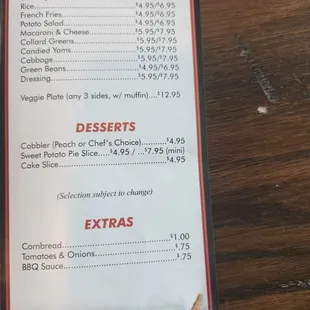 Rice...$4.95/$6.95
French Fries...$4.95/$6.95
Potato Salad...$4.95/$6.95
Macaroni & Cheese...$5.95/$7.95
Collard Greens...$5.95/$7.95
Candied Yams...$5.95/$7.95
Cabbage...$5.95/$7.95
Green Beans...$4.95/$6.95
Dressing...$5.95/$7.95
Veggie Plate (any 3 sides, w/ muffin)....$12.95
DESSERTS
Cobbler (Peach or Chef's Choice)...........$4.95
Sweet Potato Pie Slice.....$4.95 / ...$7.95 (mini)
Cake Slice...$4.95
(Selection subject to change)
EXTRAS
Cornbread...$1.00
Tomatoes & Onions...$.75
BBQ Sauce...$.75